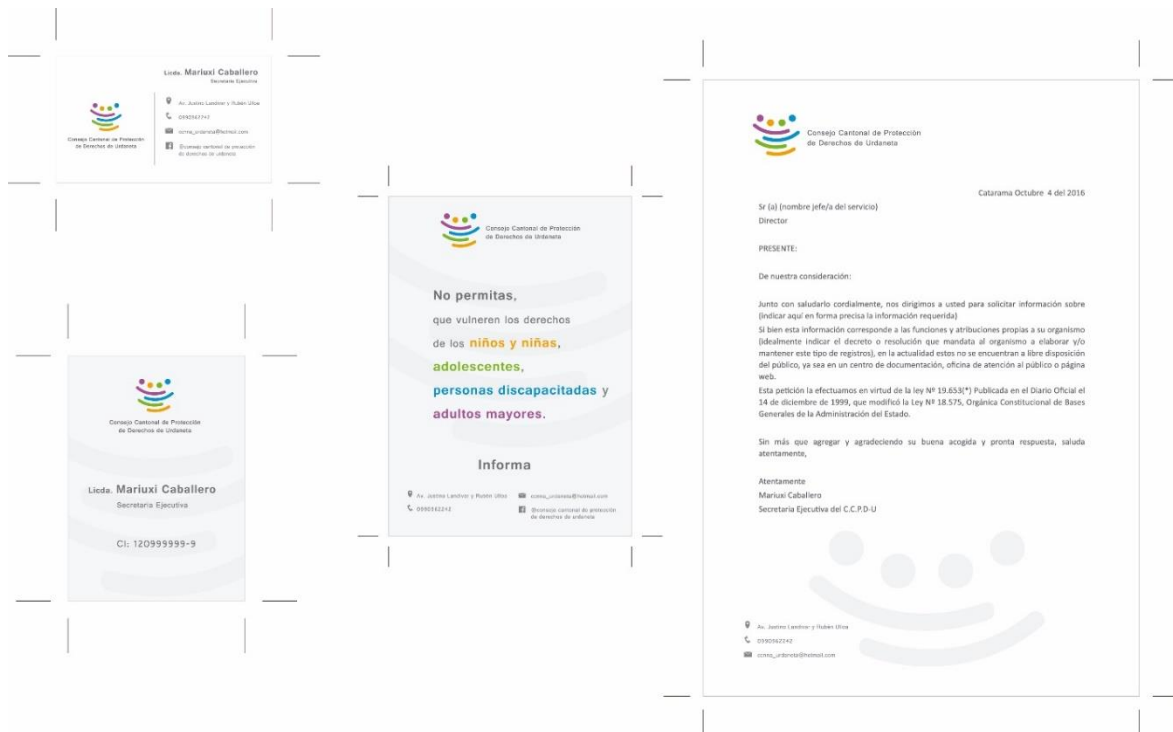 Licda. Mariuxi Caballero
Secretaria Ejecutiva
Consejo Cantonal de Protección
de Derechos de Urdaneta
Av. Justino Landivar y Rubén Ulloa
0990562242
ccnna_urdaneta@hotmail.com
@consejo cantonal de protección
de derechos de urdaneta
Consejo Cantonal de Protección
de Derechos de Urdaneta
Licda. Mariuxi Caballero
Secretaria Ejecutiva
CI: 120999999-9
Consejo Cantonal de Protección
de Derechos de Urdaneta
No permitas,
que vulneren los derechos
de los niños y niñas,
adolescentes,
personas discapacitadas y
adultos mayores.
Informa
Av. Justino Landivar y Rubén Ulloa
0990562242
ccnna_urdaneta@hotmail.com
@consejo cantonal de protección
de derechos de urdaneta
Consejo Cantonal de Protección
de Derechos de Urdaneta
Catarama Octubre 4 del 2016
Sr (a) (nombre jefe/a del servicio)
Director
PRESENTE:
De nuestra consideración:
Junto con saludarlo cordialmente, nos dirigimos a usted para solicitar información sobre
(indicar aquí en forma precisa la información requerida)
Si bien esta información corresponde a las funciones y atribuciones propias a su organismo
(idealmente indicar el decreto o resolución que mandata al organismo a elaborar y/o
mantener este tipo de registros), en la actualidad estos no se encuentran a libre disposición
del público, ya sea en un centro de documentación, oficina de atención al público o página
web.
Esta petición la efectuamos en virtud de la ley Nº 19.653(*) Publicada en el Diario Oficial el
14 de diciembre de 1999, que modificó la Ley Nº 18.575, Orgánica Constitucional de Bases
Generales de la Administración del Estado.
Sin más que agregar y agradeciendo su buena acogida y pronta respuesta, saluda
atentamente,
Atentamente
Mariuxi Caballero
Secretaria Ejecutiva del C.C.P.D-U
Av. Justino Landivar y Rubén Ulloa
0990562242
ccnna_urdaneta@hotmail.com